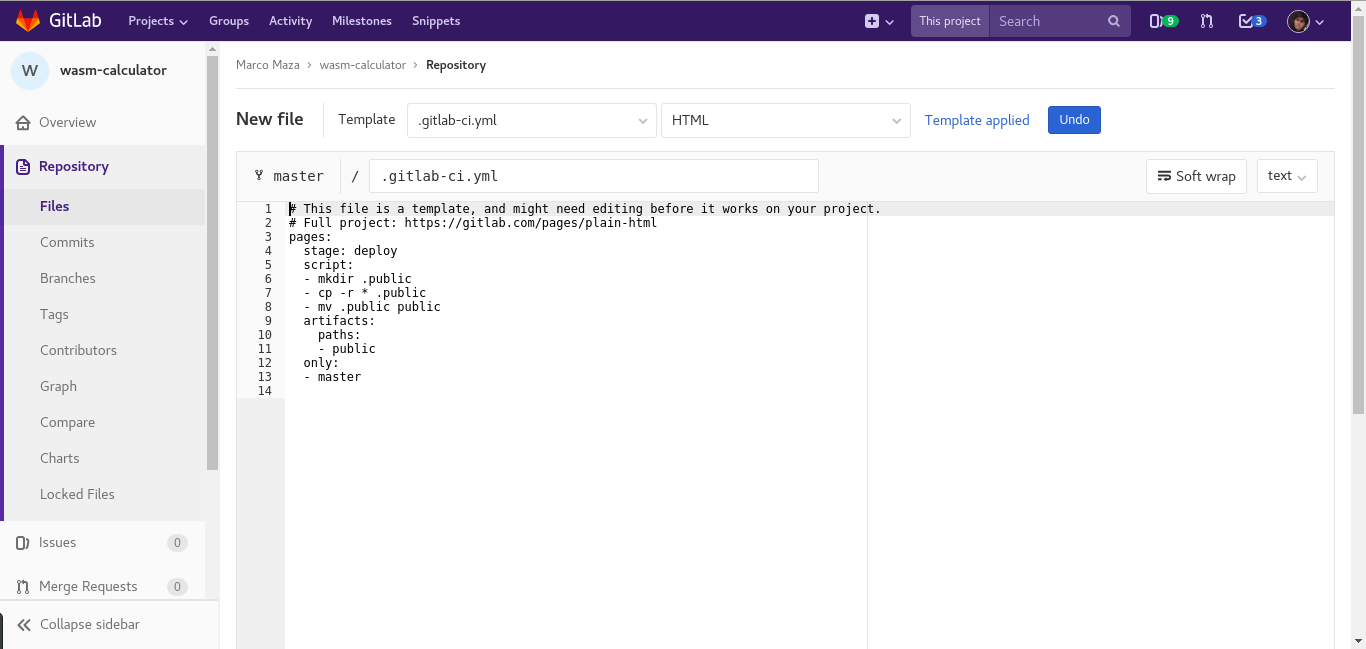 GitLab Projects Groups Activity Milestones Snippets This project Search 9 3
W wasm-calculator
Overview
Repository
Files
Commits
Branches
Tags
Contributors
Graph
Compare
Charts
Locked Files
Issues 0
Merge Requests 0
Collapse sidebar
Marco Maza > wasm-calculator > Repository
New file Template .gitlab-ci.yml HTML Template applied Undo
master / .gitlab-ci.yml Soft wrap text
1 # This file is a template, and might need editing before it works on your project.
2 # Full project: https://gitlab.com/pages/plain-html
3 pages:
4   stage: deploy
5   script:
6   - mkdir .public
7   - cp -r * .public
8   - mv .public public
9   artifacts:
10     paths:
11     - public
12   only:
13   - master
14